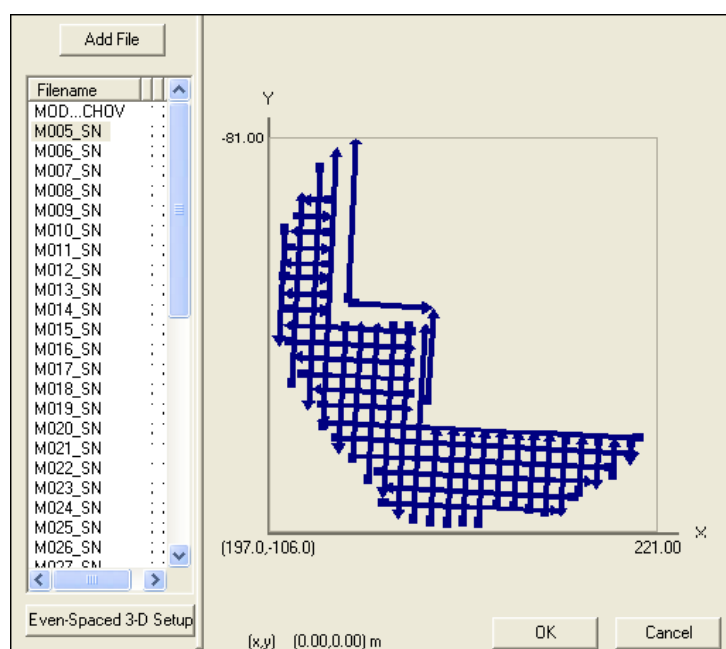 Add File
Filename
MOD...CHOV
M005_SN
M006_SN
M007_SN
M008_SN
M009_SN
M010_SN
M011_SN
M012_SN
M013_SN
M014_SN
M015_SN
M016_SN
M017_SN
M018_SN
M019_SN
M020_SN
M021_SN
M022_SN
M023_SN
M024_SN
M025_SN
M026_SN
M027_SN
Even-Spaced 3-D Setup
Y
-81.00
X
(197.0,-106.0)
221.00
(x,y) (0.00,0.00) m
OK
Cancel